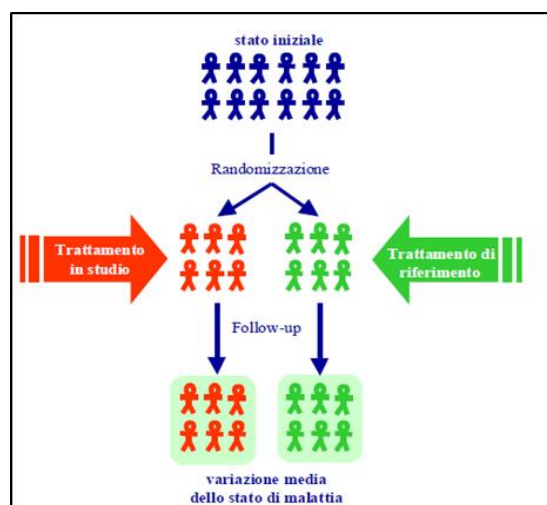 stato iniziale
Randomizzazione
Trattamento
in studio
Trattamento di
riferimento
Follow-up
variazione media
dello stato di malattia